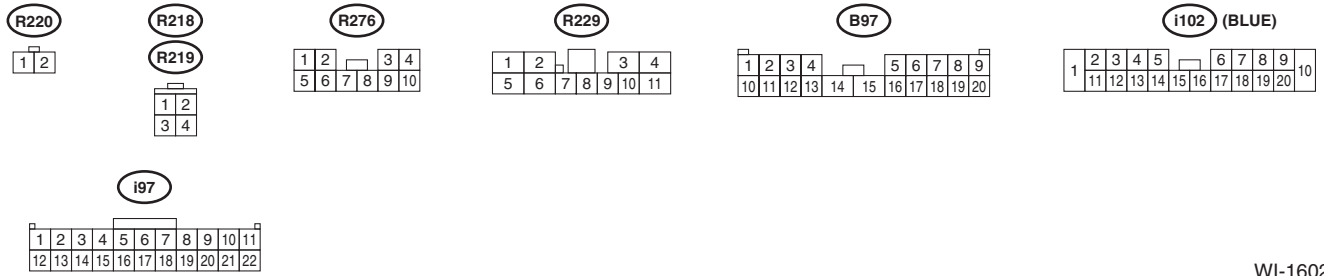 R220 R218 R276 R229 B97 i102 (BLUE)
R219
1 2
1 2 3 4
5 6 7 8 9 10
1 2 3 4
5 6 7 8 9 10 11
1 2 3 4 5 6 7 8 9
10 11 12 13 14 15 16 17 18 19 20
1 2 3 4 5 6 7 8 9 10
11 12 13 14 15 16 17 18 19 20
1 2
3 4
i97
1 2 3 4 5 6 7 8 9 10 11
12 13 14 15 16 17 18 19 20 21 22
WI-1602